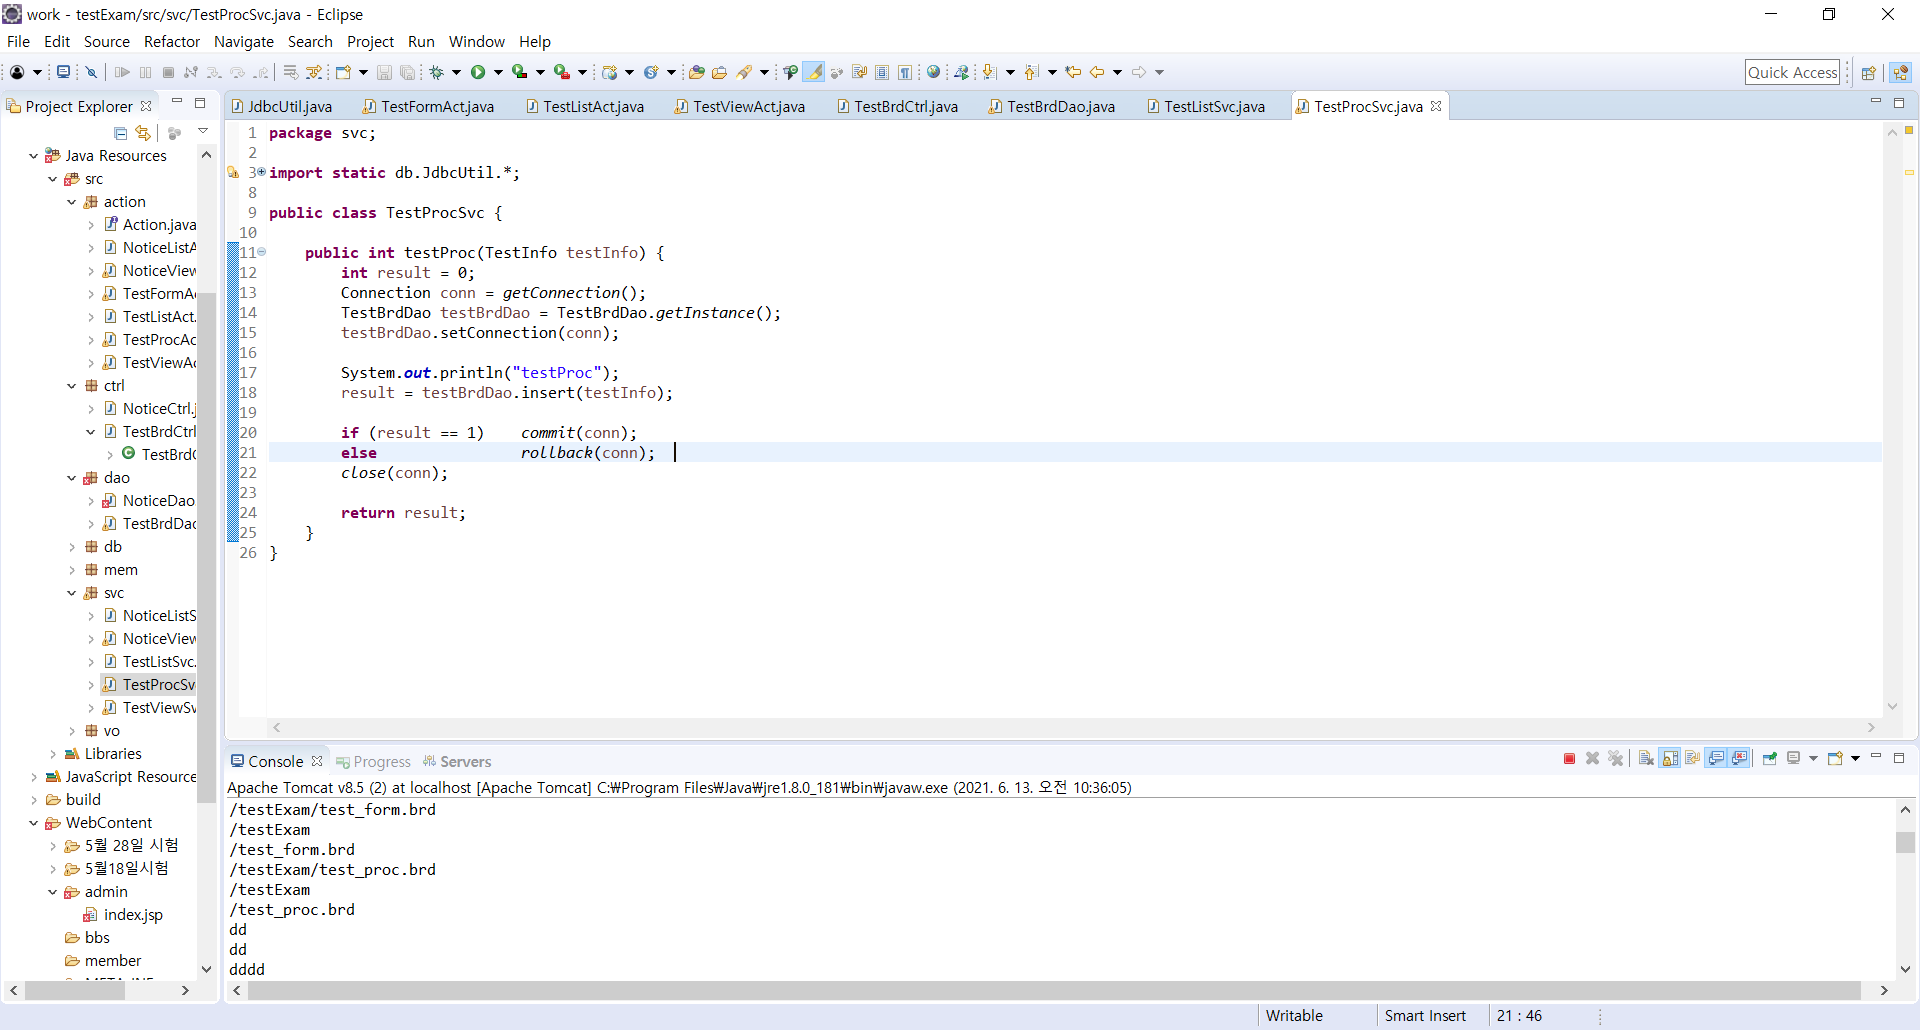 work - testExam/src/svc/TestProcSvc.java - Eclipse
File Edit Source Refactor Navigate Search Project Run Window Help
Quick Access
Project Explorer
JdbcUtil.java TestFormAct.java TestListAct.java TestViewAct.java TestBrdCtrl.java TestBrdDao.java TestListSvc.java TestProcSvc.java
Java Resources
src
action
Action.java
NoticeListA
NoticeView
TestFormA
TestListAct.
TestProcAc
TestViewAc
ctrl
NoticeCtrl.j
TestBrdCtrl
TestBrdC
dao
NoticeDao
TestBrdDac
db
mem
svc
NoticeListS
NoticeView
TestListSvc.
TestProcSv
TestViewSv
vo
Libraries
JavaScript Resource
build
WebContent
5월 28일 시험
5월18일시험
admin
index.jsp
bbs
member
1 package svc;
2
3 import static db.JdbcUtil.*;
8
9 public class TestProcSvc {
10
11 public int testProc(TestInfo testInfo) {
12 int result = 0;
13 Connection conn = getConnection();
14 TestBrdDao testBrdDao = TestBrdDao.getInstance();
15 testBrdDao.setConnection(conn);
16
17 System.out.println("testProc");
18 result = testBrdDao.insert(testInfo);
19
20 if (result == 1) commit(conn);
21 else rollback(conn);
22 close(conn);
23
24 return result;
25 }
26 }
Console Progress Servers
Apache Tomcat v8.5 (2) at localhost [Apache Tomcat] C:₩Program Files₩Java₩jre1.8.0_181₩bin₩javaw.exe (2021. 6. 13. 오전 10:36:05)
/testExam/test_form.brd
/testExam
/test_form.brd
/testExam/test_proc.brd
/testExam
/test_proc.brd
dd
dd
dddd
Writable Smart Insert 21 : 46